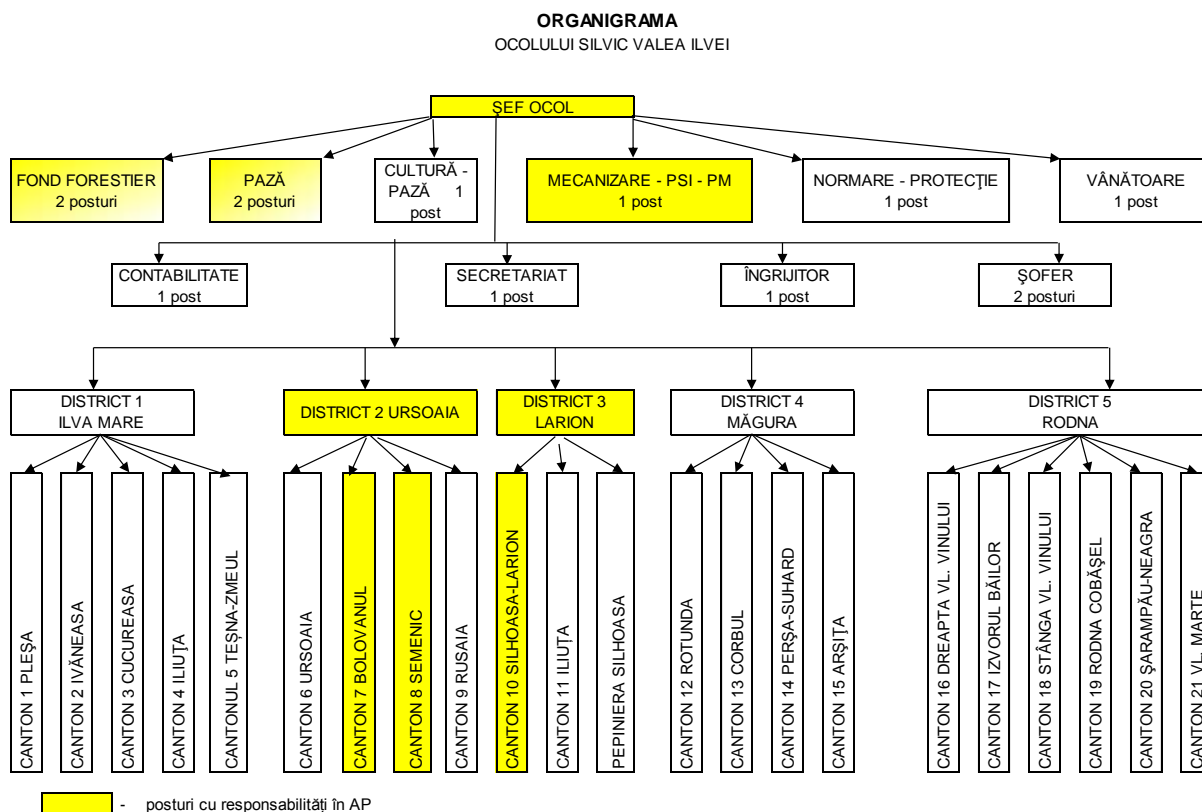 ORGANIGRAMA
OCOLULUI SILVIC VALEA ILVEI
ŞEF OCOL
FOND FORESTIER
2 posturi
PAZĂ
2 posturi
CULTURĂ -
PAZĂ 1
post
MECANIZARE - PSI - PM
1 post
NORMARE - PROTECŢIE
1 post
VÂNĂTOARE
1 post
CONTABILITATE
1 post
SECRETARIAT
1 post
ÎNGRIJITOR
1 post
ŞOFER
2 posturi
DISTRICT 1
ILVA MARE
DISTRICT 2 URSOAIA
DISTRICT 3
LARION
DISTRICT 4
MĂGURA
DISTRICT 5
RODNA
CANTON 1 PLEŞA
CANTON 2 IVĂNEASA
CANTON 3 CUCUREASA
CANTON 4 ILIUŢA
CANTONUL 5 TEŞNA-ZMEUL
CANTON 6 URSOAIA
CANTON 7 BOLOVANUL
CANTON 8 SEMENIC
CANTON 9 RUSAIA
CANTON 10 SILHOASA-LARION
CANTON 11 ILIUŢA
PEPINIERA SILHOASA
CANTON 12 ROTUNDA
CANTON 13 CORBUL
CANTON 14 PERŞA-SUHARD
CANTON 15 ARŞIŢA
CANTON 16 DREAPTA VL. VINULUI
CANTON 17 IZVORUL BĂILOR
CANTON 18 STÂNGA VL. VINULUI
CANTON 19 RODNA COBĂŞEL
CANTON 20 ŞARAMPĂU-NEAGRA
CANTON 21 VL. MARTE
- posturi cu responsabilităţi în AP